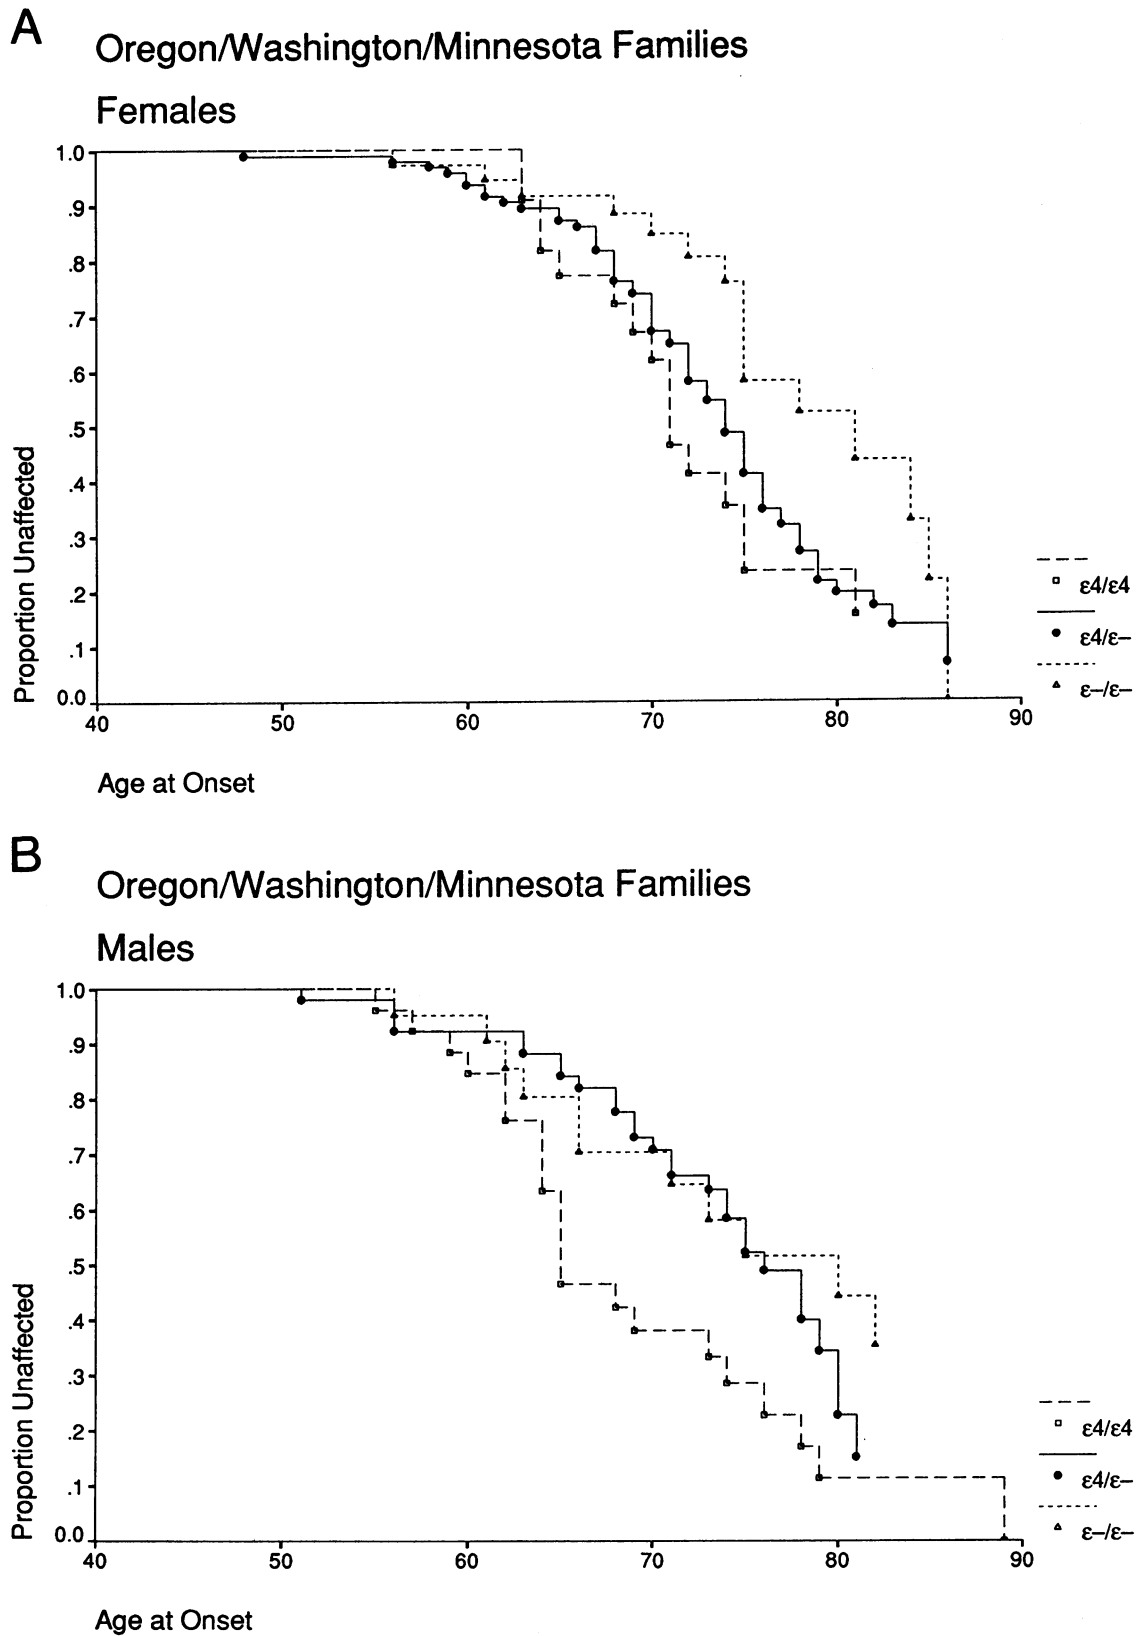 A
Oregon/Washington/Minnesota Families
Females
1.0
.9
.8
.7
.6
.5
.4
.3
.2
.1
0.0
Proportion Unaffected
40 50 60 70 80 90
Age at Onset
ε4/ε4
ε4/ε–
ε–/ε–
B
Oregon/Washington/Minnesota Families
Males
1.0
.9
.8
.7
.6
.5
.4
.3
.2
.1
0.0
Proportion Unaffected
40 50 60 70 80 90
Age at Onset
ε4/ε4
ε4/ε–
ε–/ε–